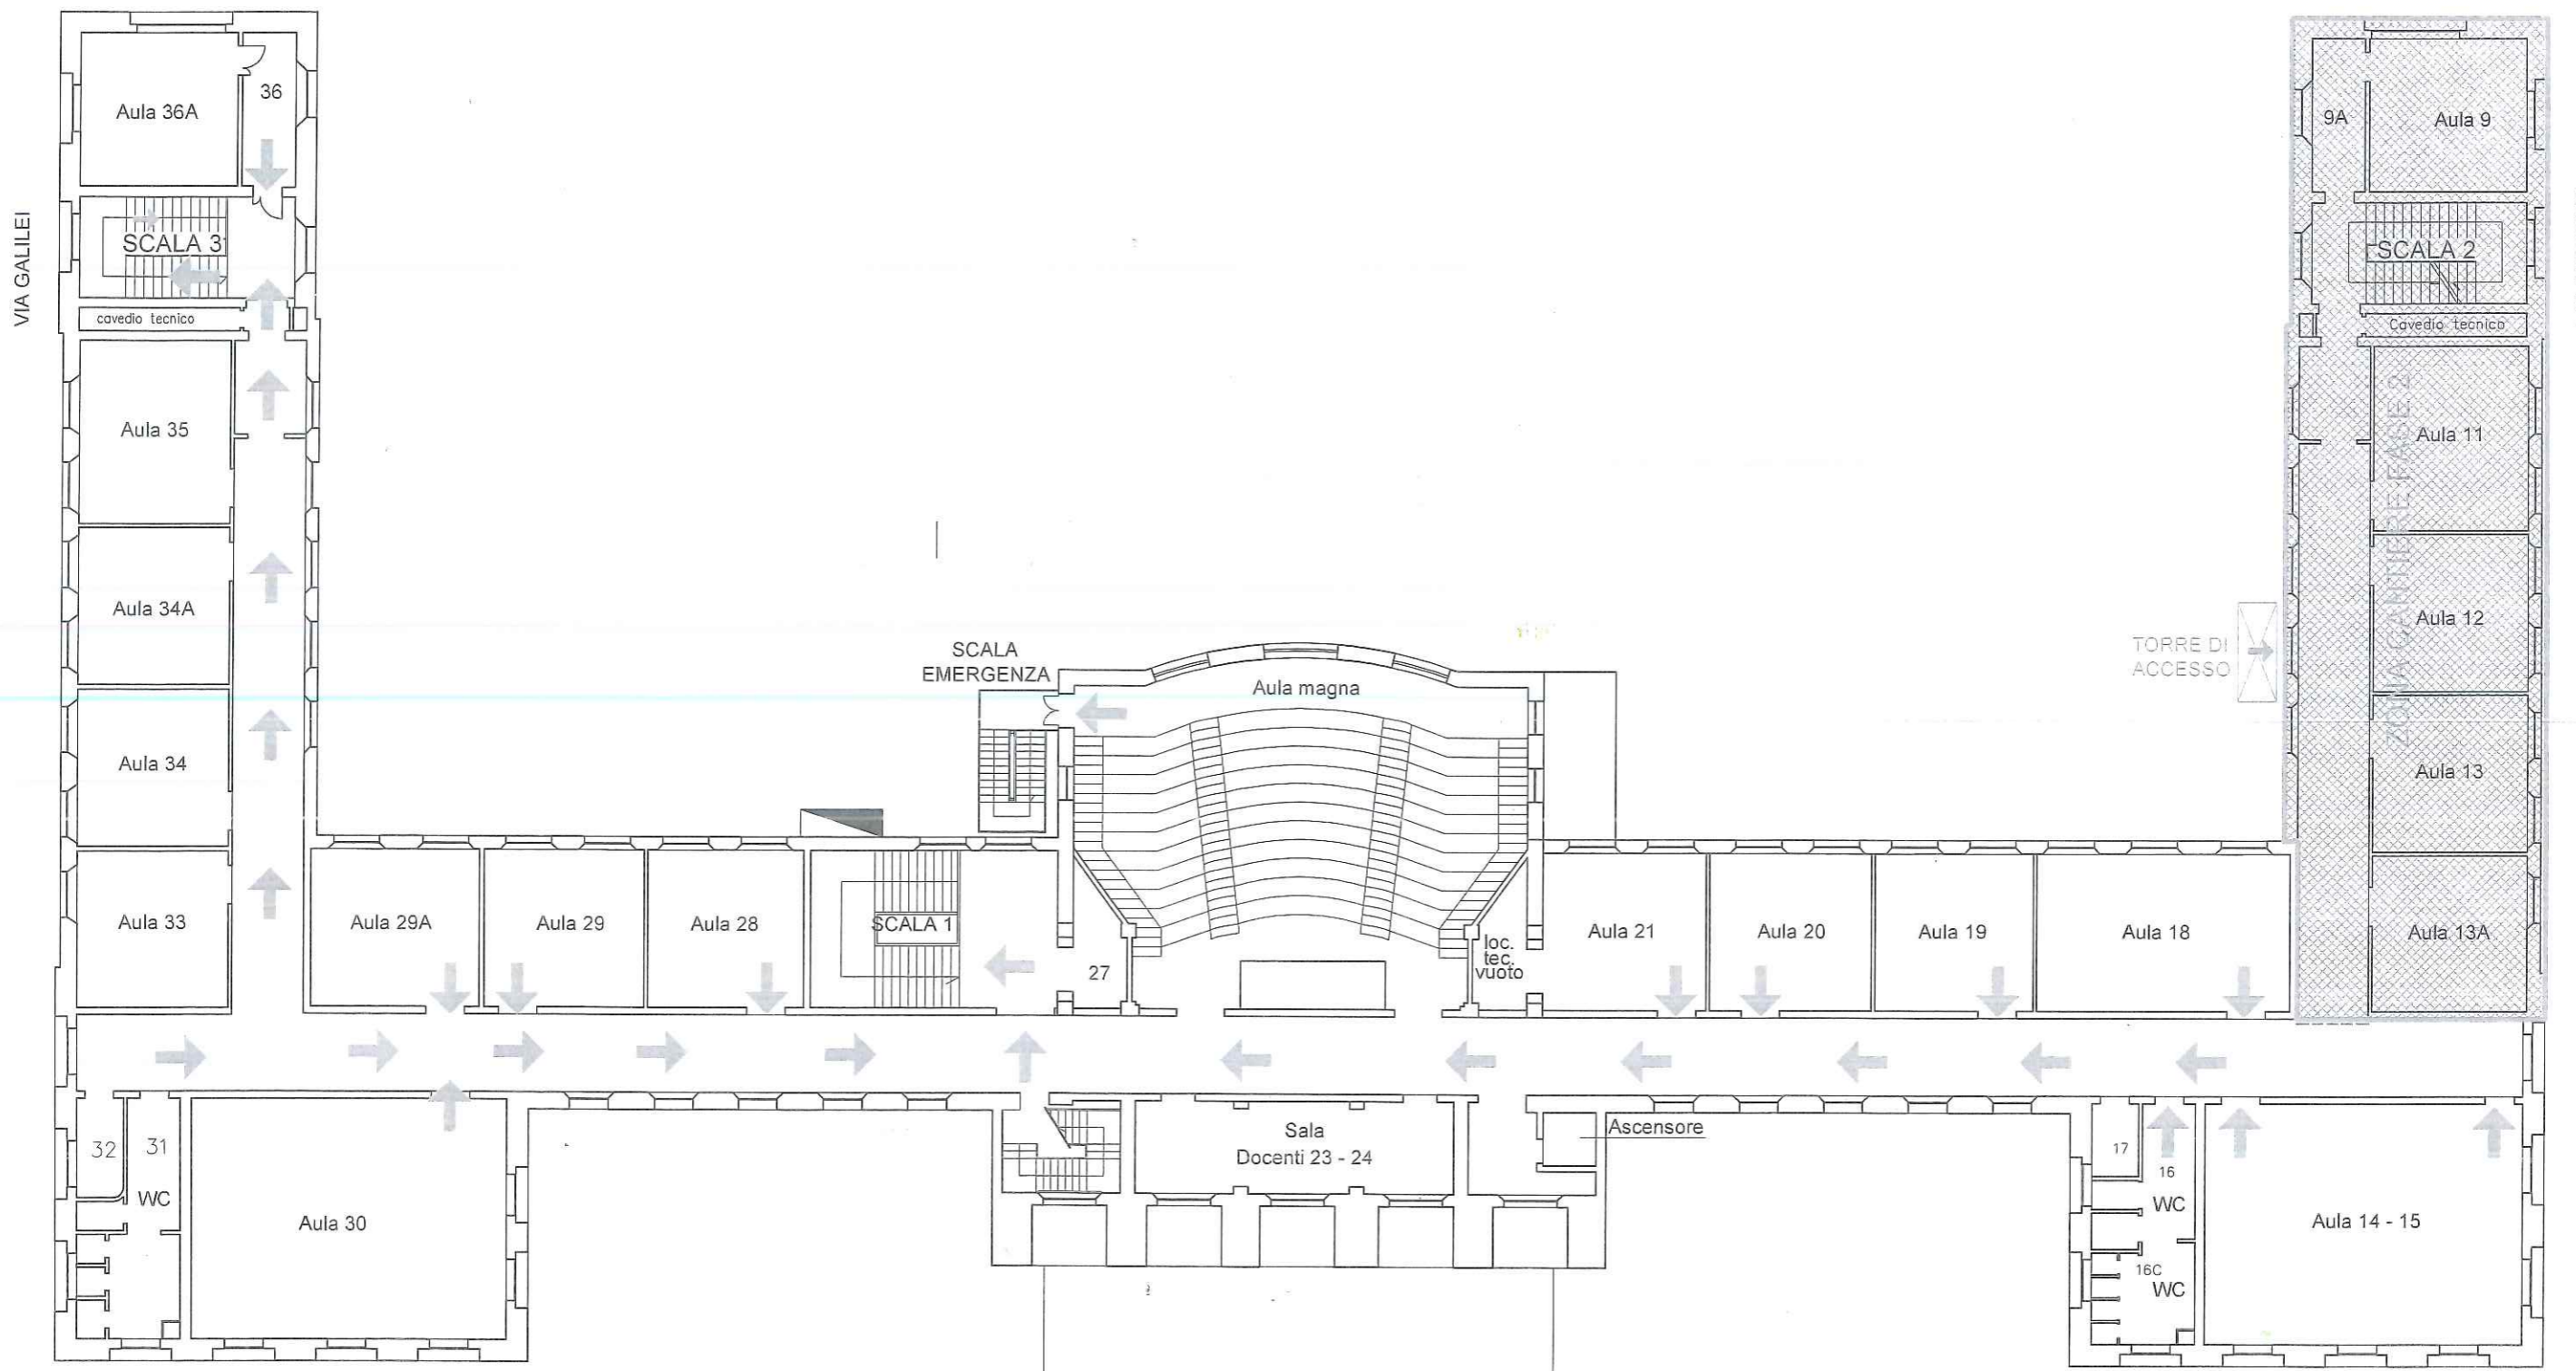 VIA GALILEI
Aula 36A
36
SCALA 3
cavedio tecnico
Aula 35
Aula 34A
Aula 34
Aula 33
Aula 29A
Aula 29
Aula 28
SCALA 1
27
SCALA
EMERGENZA
Aula magna
loc.
tec.
vuoto
Aula 21
Aula 20
Aula 19
Aula 18
TORRE DI
ACCESSO
9A
Aula 9
SCALA 2
Cavedio tecnico
ZONA CANTIERE FASE 2
Aula 11
Aula 12
Aula 13
Aula 13A
32
31
WC
Aula 30
Sala
Docenti 23 - 24
Ascensore
17
16
WC
16C
WC
Aula 14 - 15